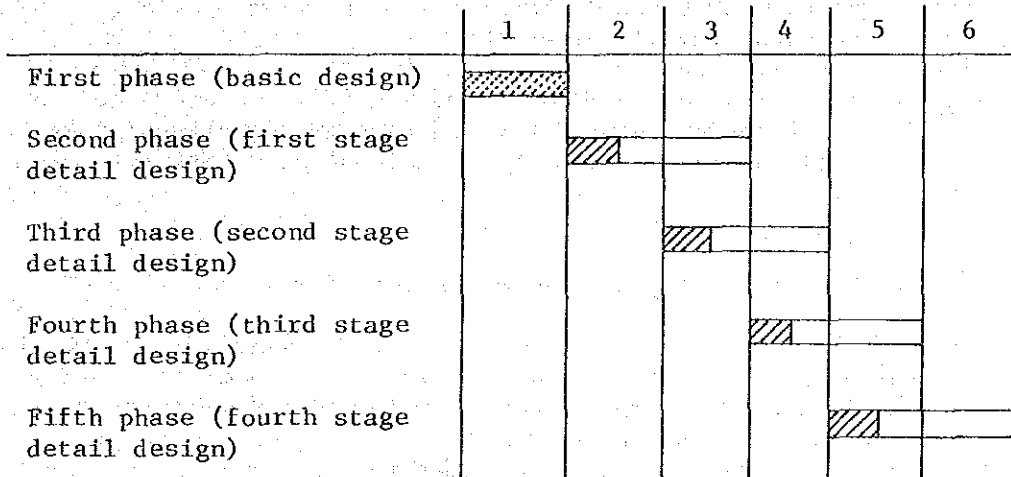 1 2 3 4 5 6
First phase (basic design)
Second phase (first stage
detail design)
Third phase (second stage
detail design)
Fourth phase (third stage
detail design)
Fifth phase (fourth stage
detail design)